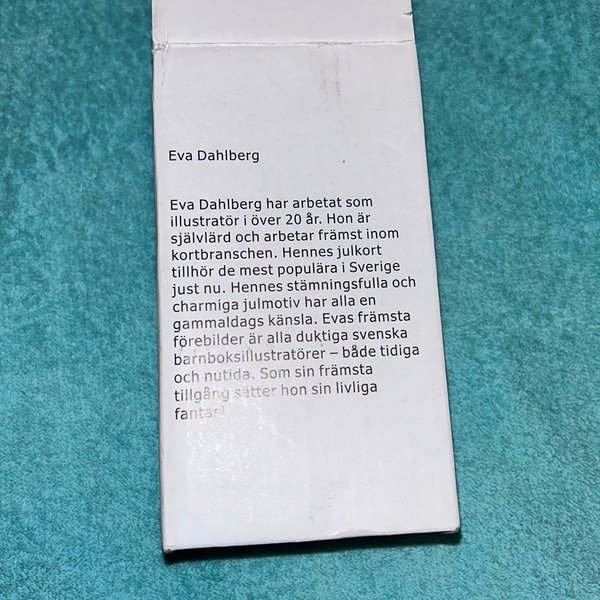 Eva Dahlberg
Eva Dahlberg har arbetat som
illustratör i över 20 år. Hon är
självlärd och arbetar främst inom
kortbranschen. Hennes julkort
tillhör de mest populära i Sverige
just nu. Hennes stämningsfulla och
charmiga julmotiv har alla en
gammaldags känsla. Evas främsta
förebilder är alla duktiga svenska
barnboksillustratörer – både tidiga
och nutida. Som sin främsta
tillgång sätter hon sin livliga
fantasi